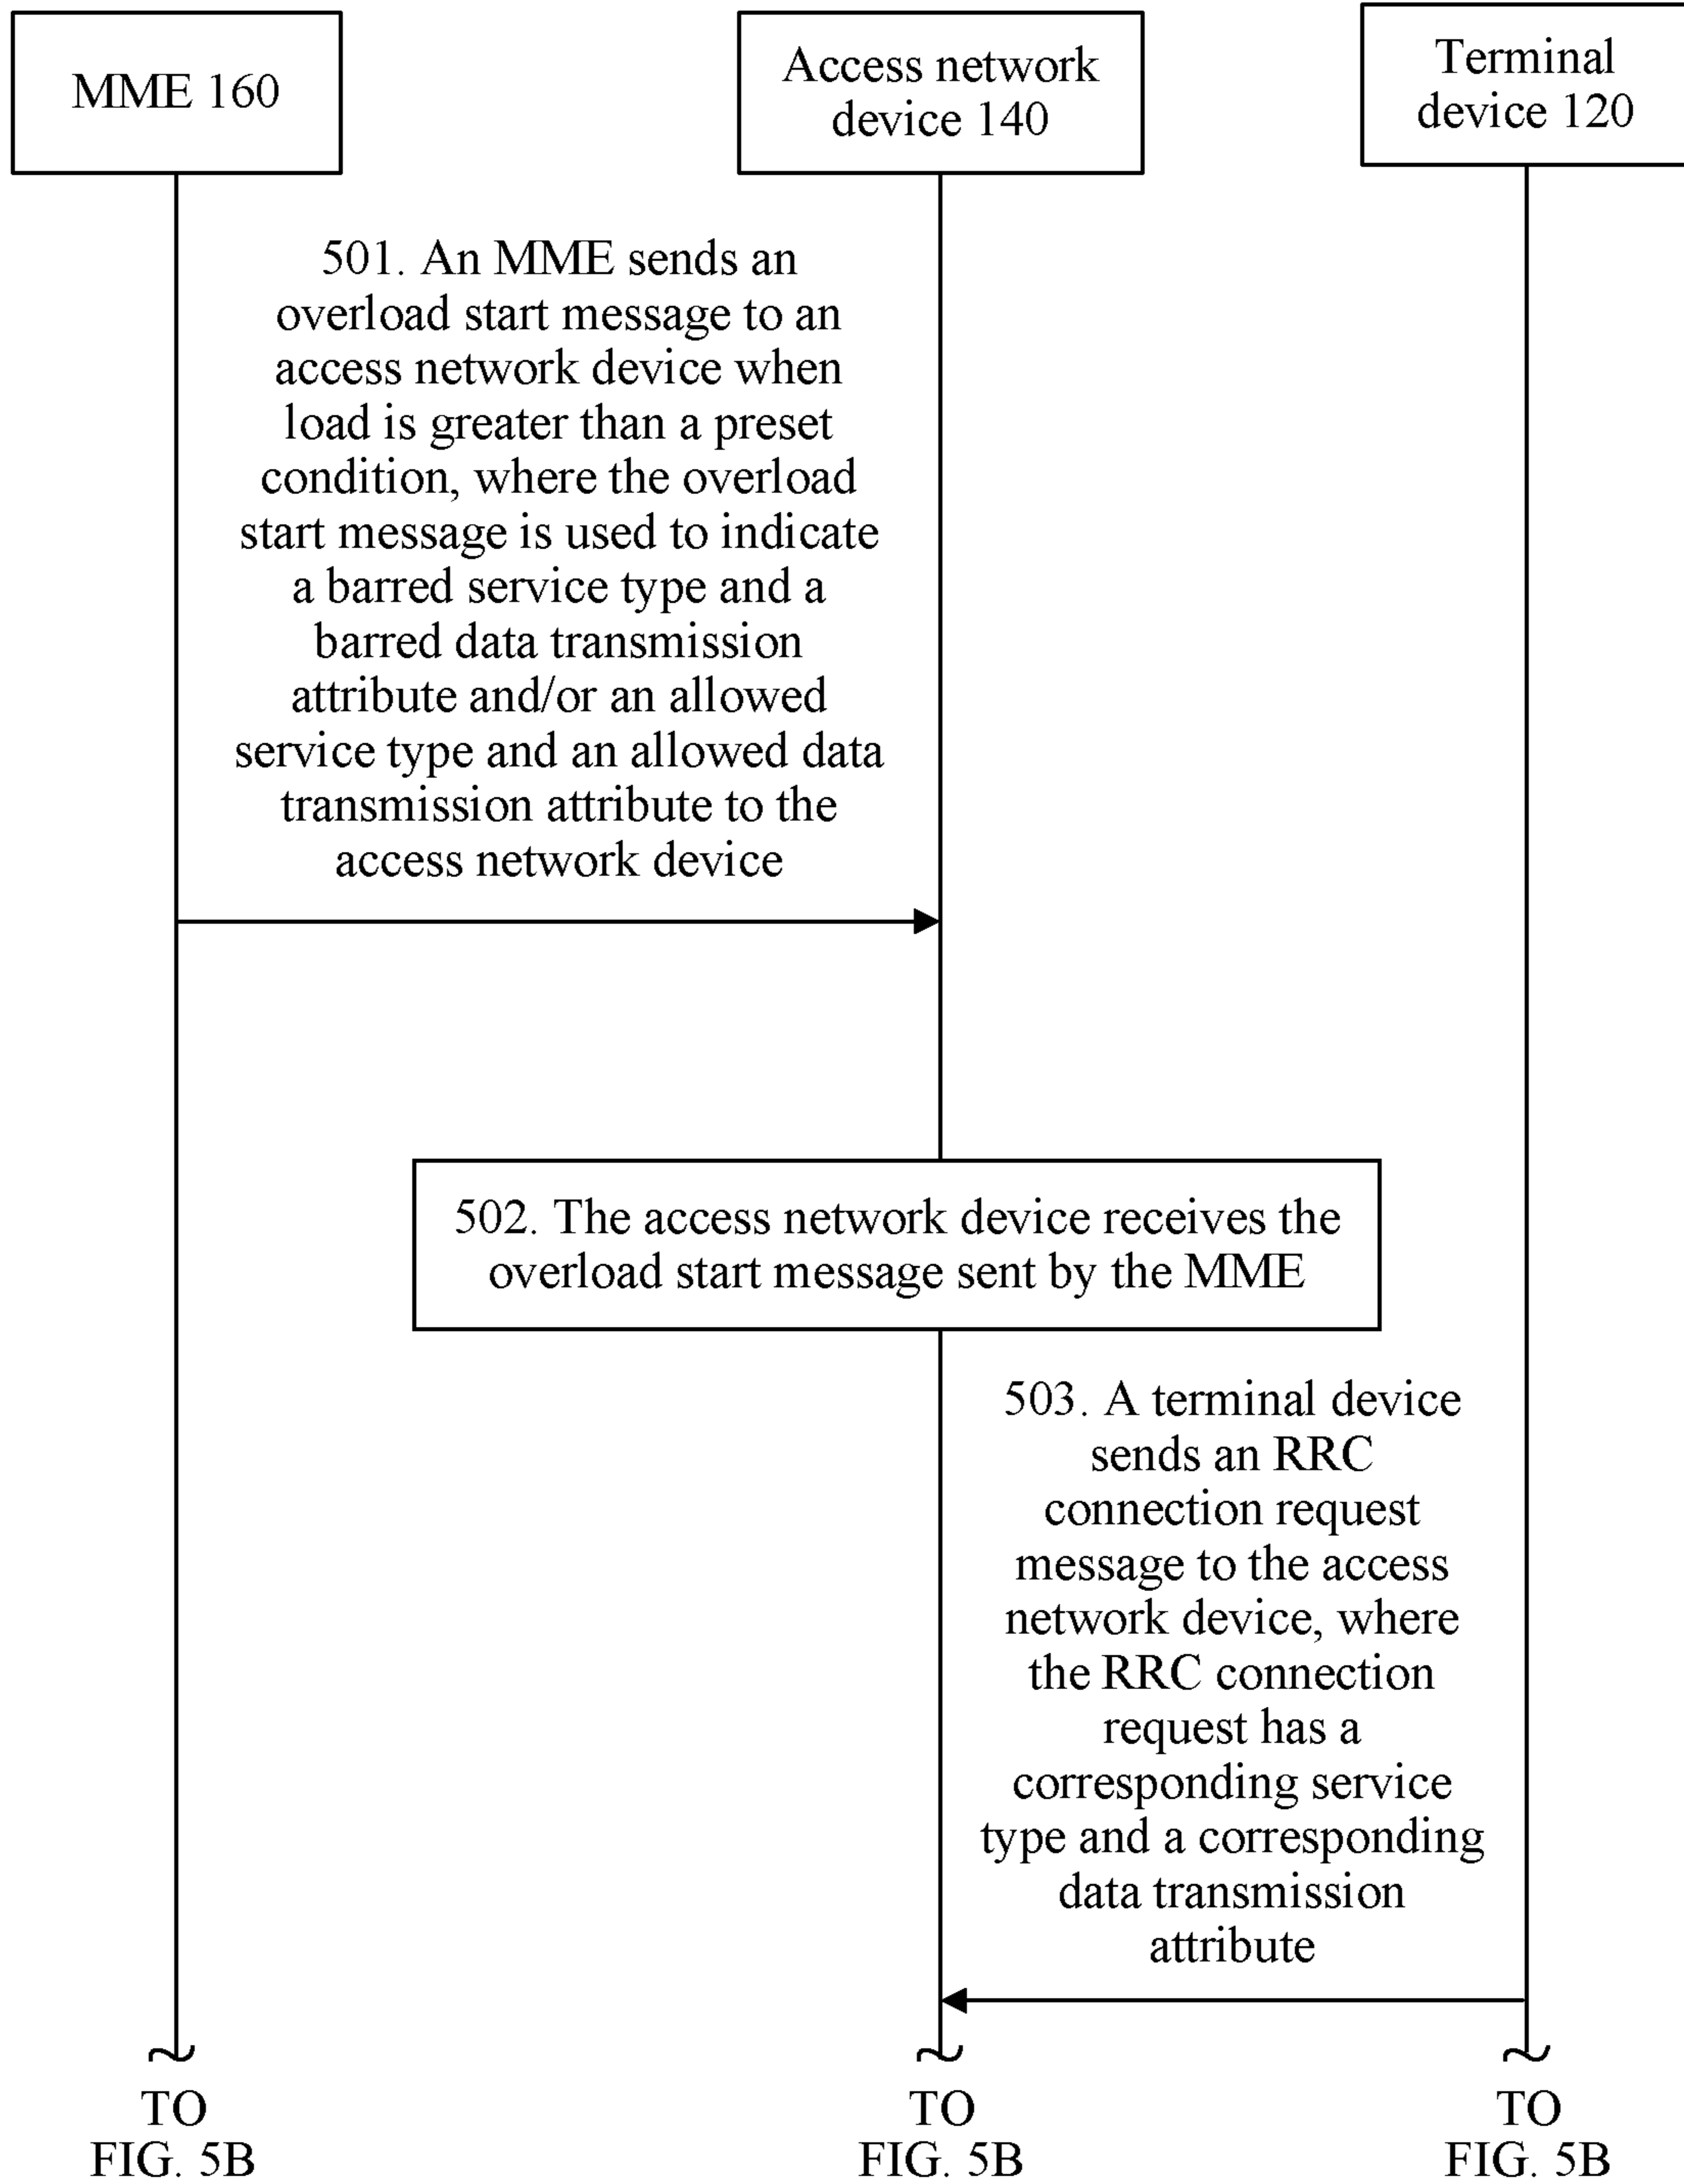 MME 160
Access network
device 140
Terminal
device 120
501. An MME sends an
overload start message to an
access network device when
load is greater than a preset
condition, where the overload
start message is used to indicate
a barred service type and a
barred data transmission
attribute and/or an allowed
service type and an allowed data
transmission attribute to the
access network device
502. The access network device receives the
overload start message sent by the MME
503. A terminal device
sends an RRC
connection request
message to the access
network device, where
the RRC connection
request has a
corresponding service
type and a corresponding
data transmission
attribute
TO
FIG. 5B
TO
FIG. 5B
TO
FIG. 5B